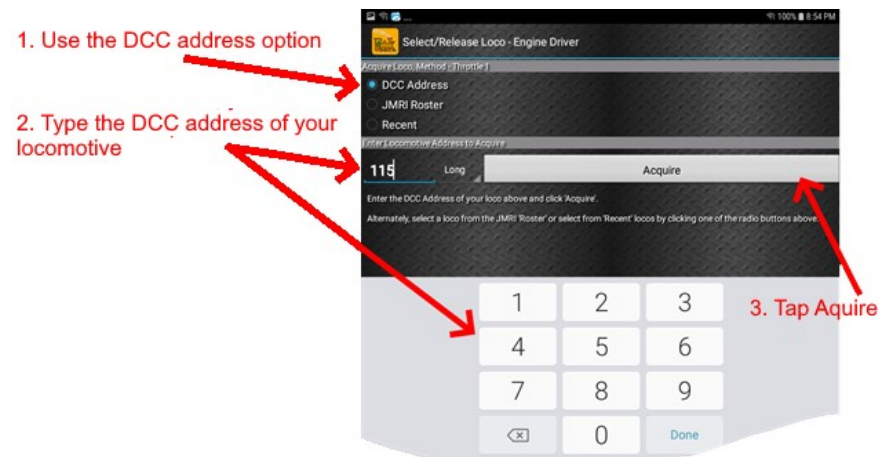 100% 8:54 PM
1. Use the DCC address option
Select/Release Loco - Engine Driver
Acquire Loco, Method -Throttle 1
DCC Address
JMRI Roster
2. Type the DCC address of your
locomotive
Recent
Enter Locomotive Address to Acquire
115
Long
Acquire
Enter the DCC Address of your loco above and click 'Acquire'.
Alternately, select a loco from the JMRI 'Roster' or select from 'Recent' locos by clicking one of the radio buttons above.
1 2 3
3. Tap Aquire
4 5 6
7 8 9
0 Done